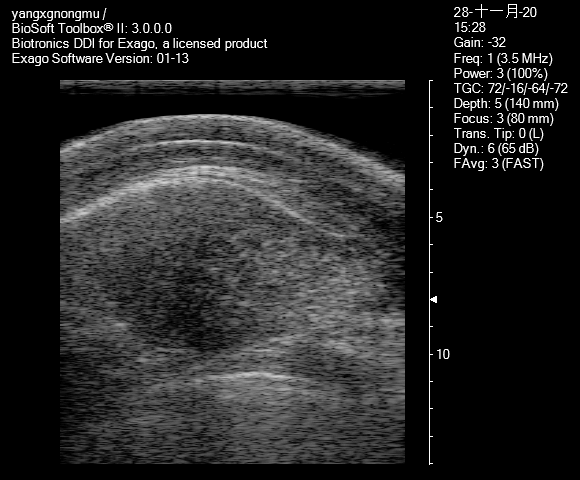 yangxgnongmu /
BioSoft Toolbox® II: 3.0.0.0
Biotronics DDI for Exago, a licensed product
Exago Software Version: 01-13
28-十一月-20
15:28
Gain: -32
Freq: 1 (3.5 MHz)
Power: 3 (100%)
TGC: 72/-16/-64/-72
Depth: 5 (140 mm)
Focus: 3 (80 mm)
Trans. Tip: 0 (L)
Dyn.: 6 (65 dB)
FAvg: 3 (FAST)
5
10